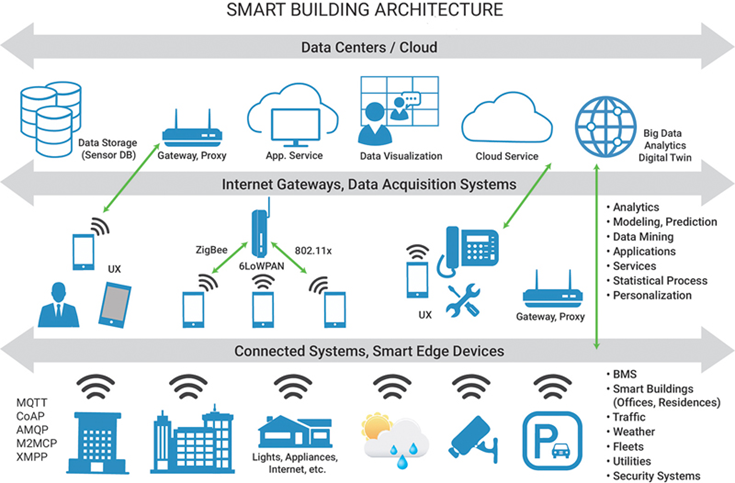 SMART BUILDING ARCHITECTURE
Data Centers / Cloud
Data Storage
(Sensor DB)
Gateway, Proxy
App. Service
Data Visualization
Cloud Service
Big Data
Analytics
Digital Twin
Internet Gateways, Data Acquisition Systems
UX
ZigBee
802.11x
6LoWPAN
UX
Gateway, Proxy
• Analytics
• Modeling, Prediction
• Data Mining
• Applications
• Services
• Statistical Process
• Personalization
Connected Systems, Smart Edge Devices
MQTT
CoAP
AMQP
M2MCP
XMPP
Lights, Appliances,
Internet, etc.
P
• BMS
• Smart Buildings
(Offices, Residences)
• Traffic
• Weather
• Fleets
• Utilities
• Security Systems